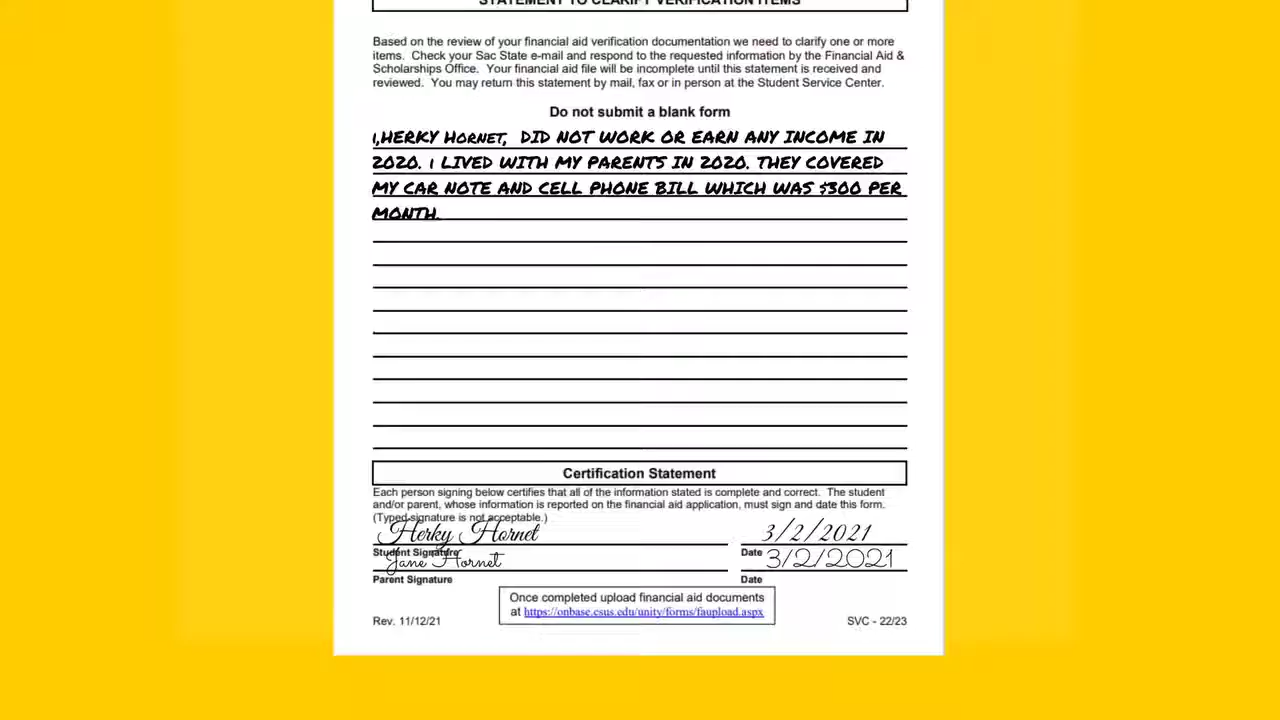 STATEMENT TO CLARIFY VERIFICATION ITEMS
Based on the review of your financial aid verification documentation we need to clarify one or more
items. Check your Sac State e-mail and respond to the requested information by the Financial Aid &
Scholarships Office. Your financial aid file will be incomplete until this statement is received and
reviewed. You may return this statement by mail, fax or in person at the Student Service Center.
Do not submit a blank form
I, HERKY HORNET, DID NOT WORK OR EARN ANY INCOME IN
2020. I LIVED WITH MY PARENTS IN 2020. THEY COVERED
MY CAR NOTE AND CELL PHONE BILL WHICH WAS $300 PER
MONTH.
Certification Statement
Each person signing below certifies that all of the information stated is complete and correct. The student
and/or parent, whose information is reported on the financial aid application, must sign and date this form.
(Typed signature is not acceptable.)
Herky Hornet 3/2/2021
Student Signature Date
Jane Hornet 3/2/2021
Parent Signature Date
Once completed upload financial aid documents
at https://onbase.csus.edu/unity/forms/faupload.aspx
Rev. 11/12/21 SVC - 22/23